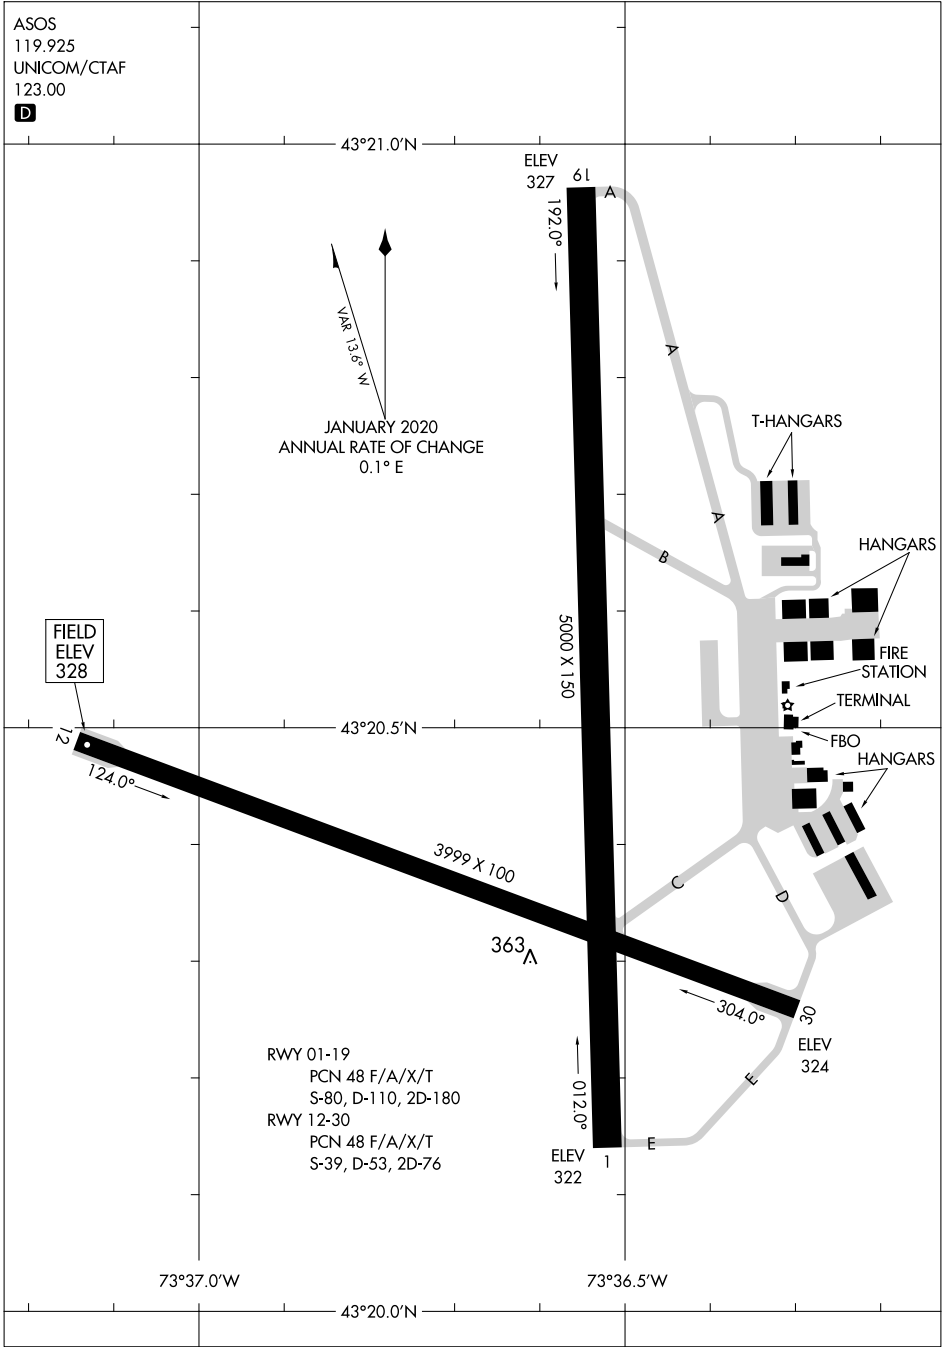 ASOS
119.925
UNICOM/CTAF
123.00
D
43°21.0'N
ELEV
327
19
A
192.0°
VAR 13.6° W
JANUARY 2020
ANNUAL RATE OF CHANGE
0.1° E
A
T-HANGARS
A
B
HANGARS
5000 X 150
FIELD
ELEV
328
FIRE
STATION
TERMINAL
43°20.5'N
FBO
HANGARS
12
124.0°
3999 X 100
C
D
363
304.0°
30
ELEV
324
RWY 01-19
PCN 48 F/A/X/T
S-80, D-110, 2D-180
RWY 12-30
PCN 48 F/A/X/T
S-39, D-53, 2D-76
012.0°
E
E
ELEV
322
1
73°37.0'W
73°36.5'W
43°20.0'N